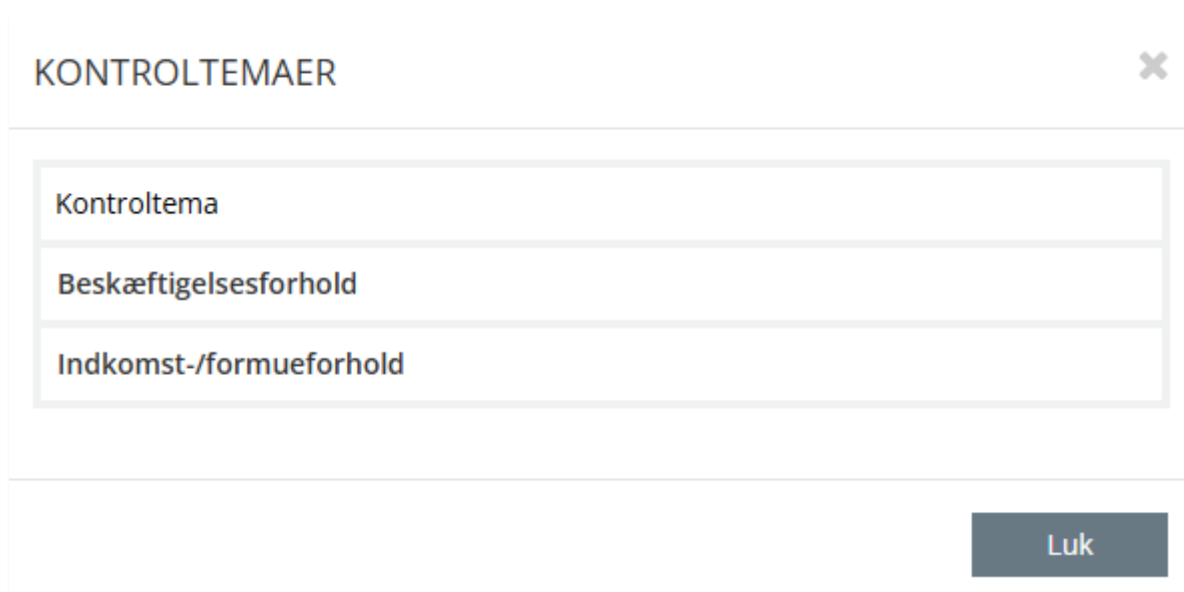 KONTROLTEMAER
Kontroltema
Beskæftigelsesforhold
Indkomst-/formueforhold
Luk